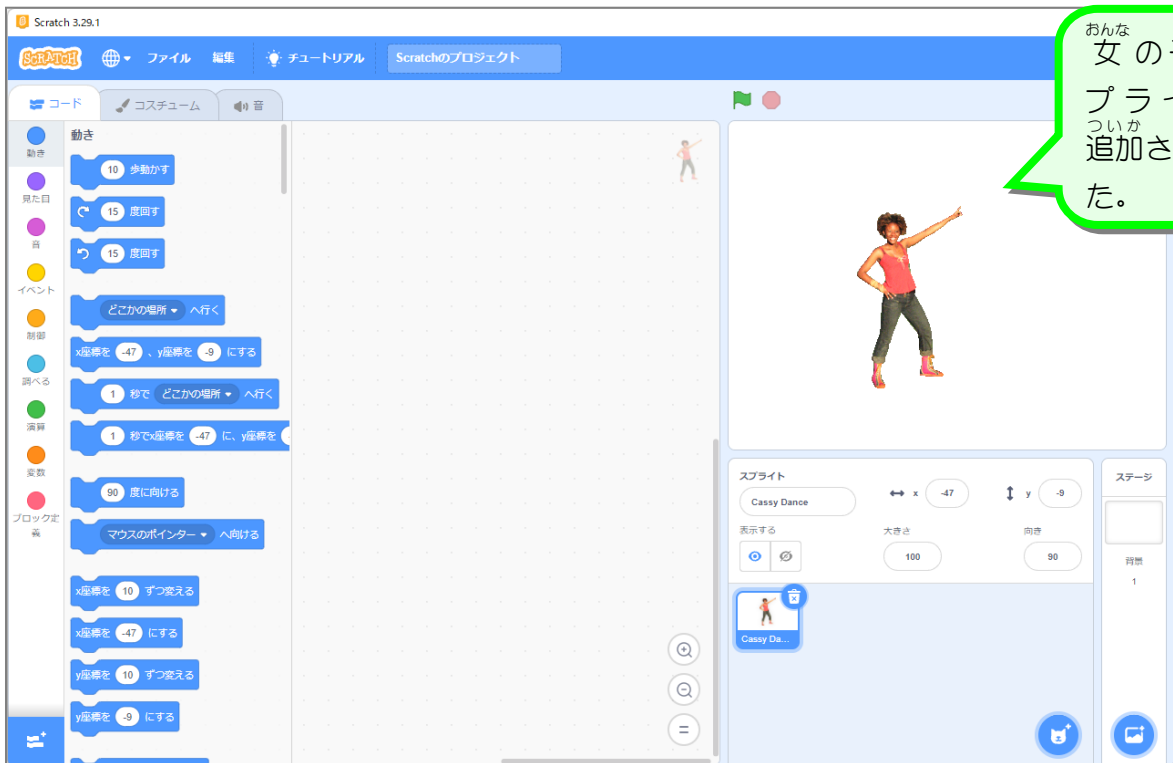 Scratch 3.29.1
SCRATCH ファイル 編集 チュートリアル Scratchのプロジェクト
コード コスチューム 音
動き
見た目
音
イベント
制御
調べる
演算
変数
ブロック定
義
動き
10 歩動かす
15 度回す
15 度回す
どこかの場所 へ行く
x座標を -47 、y座標を -9 にする
1 秒で どこかの場所 へ行く
1 秒でx座標を -47 に、y座標を
90 度に向ける
マウスのポインター へ向ける
x座標を 10 ずつ変える
x座標を -47 にする
y座標を 10 ずつ変える
y座標を -9 にする
おんな
女の
プライ
ついか
追加さ
た。
スプライト
Cassy Dance x -47 y -9
表示する 大きさ 向き
100 90
Cassy Da...
ステージ
背景
1